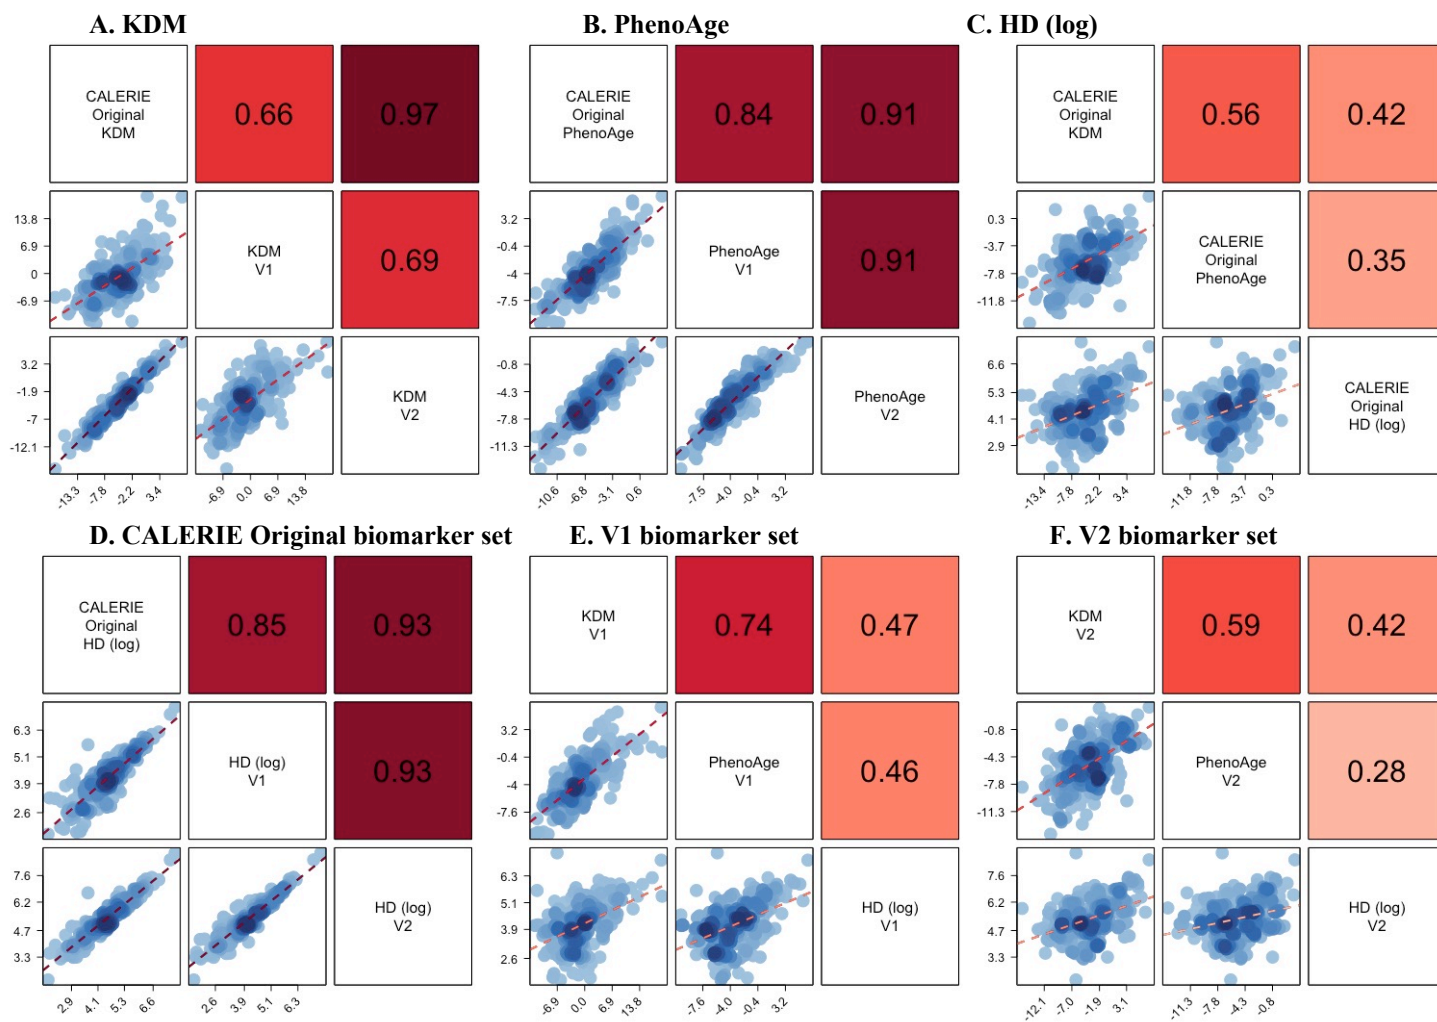 A. KDM
B. PhenoAge
C. HD (log)
CALERIE
Original
KDM
0.66
0.97
CALERIE
Original
PhenoAge
0.84
0.91
CALERIE
Original
KDM
0.56
0.42
13.8
6.9
0
-6.9
KDM
V1
0.69
3.2
-0.4
-4
-7.5
PhenoAge
V1
0.91
0.3
-3.7
-7.8
-11.8
CALERIE
Original
PhenoAge
0.35
3.2
-1.9
-7
-12.1
KDM
V2
-13.3
-7.8
-2.2
3.4
-6.9
0.0
6.9
13.8
-0.8
-4.3
-7.8
-11.3
PhenoAge
V2
-10.6
-6.8
-3.1
0.6
-7.5
-4.0
-0.4
3.2
6.6
5.3
4.1
2.9
CALERIE
Original
HD (log)
-13.4
-7.8
-2.2
3.4
-11.8
-7.8
-3.7
0.3
D. CALERIE Original biomarker set
E. V1 biomarker set
F. V2 biomarker set
CALERIE
Original
HD (log)
0.85
0.93
KDM
V1
0.74
0.47
KDM
V2
0.59
0.42
6.3
5.1
3.9
2.6
HD (log)
V1
0.93
3.2
-0.4
-4
-7.6
PhenoAge
V1
0.46
-0.8
-4.3
-7.8
-11.3
PhenoAge
V2
0.28
7.6
6.2
4.7
3.3
HD (log)
V2
2.9
4.1
5.3
6.6
2.6
3.9
5.1
6.3
6.3
5.1
3.9
2.6
HD (log)
V1
-6.9
0.0
6.9
13.8
-7.6
-4.0
-0.4
3.2
7.6
6.2
4.7
3.3
HD (log)
V2
-12.1
-7.0
-1.9
3.1
-11.3
-7.8
-4.3
-0.8